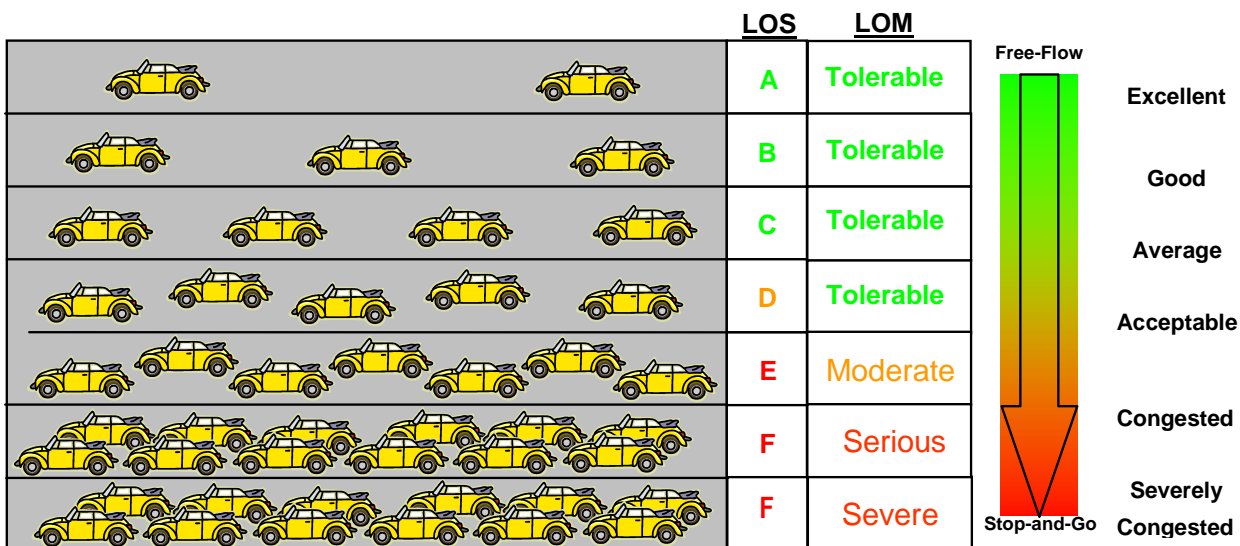 LOS LOM
Free-Flow
A Tolerable
Excellent
B Tolerable
Good
C Tolerable
Average
D Tolerable
Acceptable
E Moderate
Congested
F Serious
Severely
F Severe
Stop-and-Go
Congested